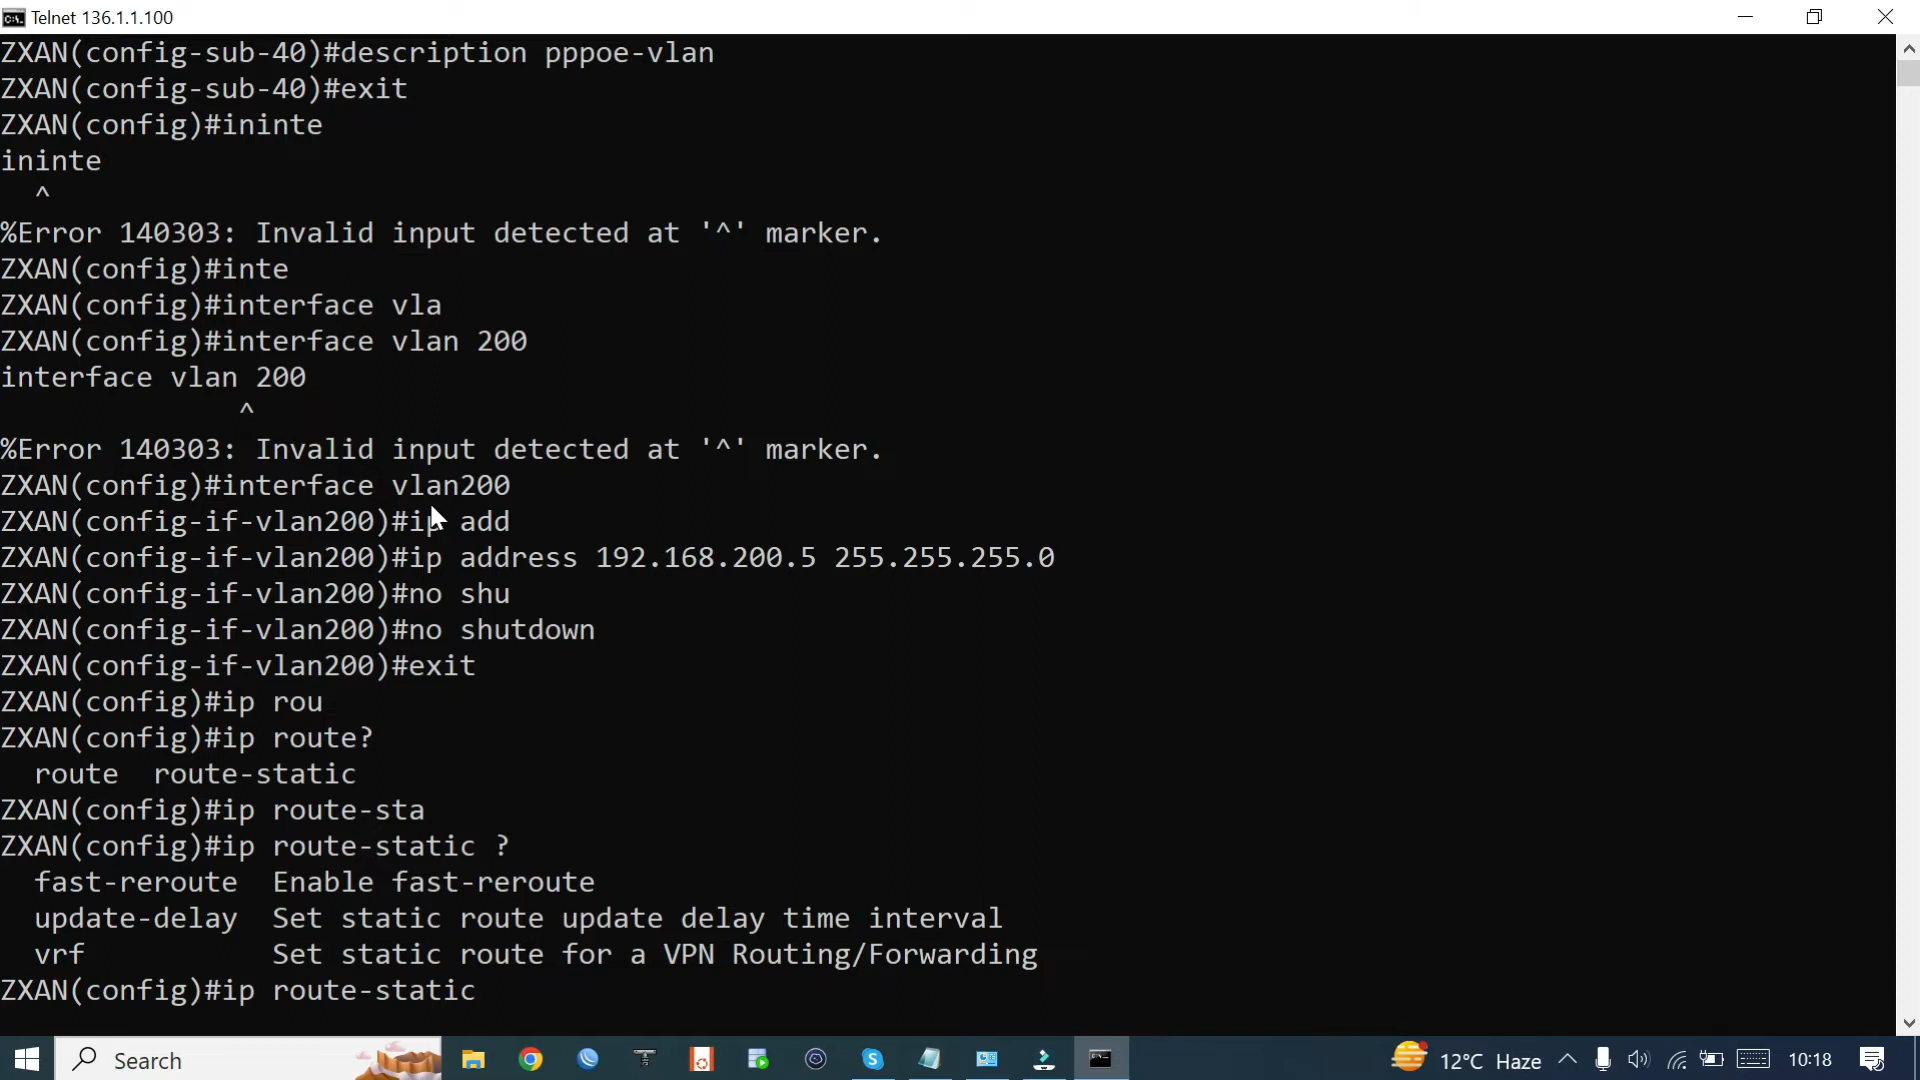 Telnet 136.1.1.100
ZXAN(config-sub-40)#description pppoe-vlan
ZXAN(config-sub-40)#exit
ZXAN(config)#ininte
ininte
^
%Error 140303: Invalid input detected at '^' marker.
ZXAN(config)#inte
ZXAN(config)#interface vla
ZXAN(config)#interface vlan 200
interface vlan 200
^
%Error 140303: Invalid input detected at '^' marker.
ZXAN(config)#interface vlan200
ZXAN(config-if-vlan200)#ip add
ZXAN(config-if-vlan200)#ip address 192.168.200.5 255.255.255.0
ZXAN(config-if-vlan200)#no shu
ZXAN(config-if-vlan200)#no shutdown
ZXAN(config-if-vlan200)#exit
ZXAN(config)#ip rou
ZXAN(config)#ip route?
route  route-static
ZXAN(config)#ip route-sta
ZXAN(config)#ip route-static ?
fast-reroute  Enable fast-reroute
update-delay  Set static route update delay time interval
vrf           Set static route for a VPN Routing/Forwarding
ZXAN(config)#ip route-static
Search
12°C Haze
10:18